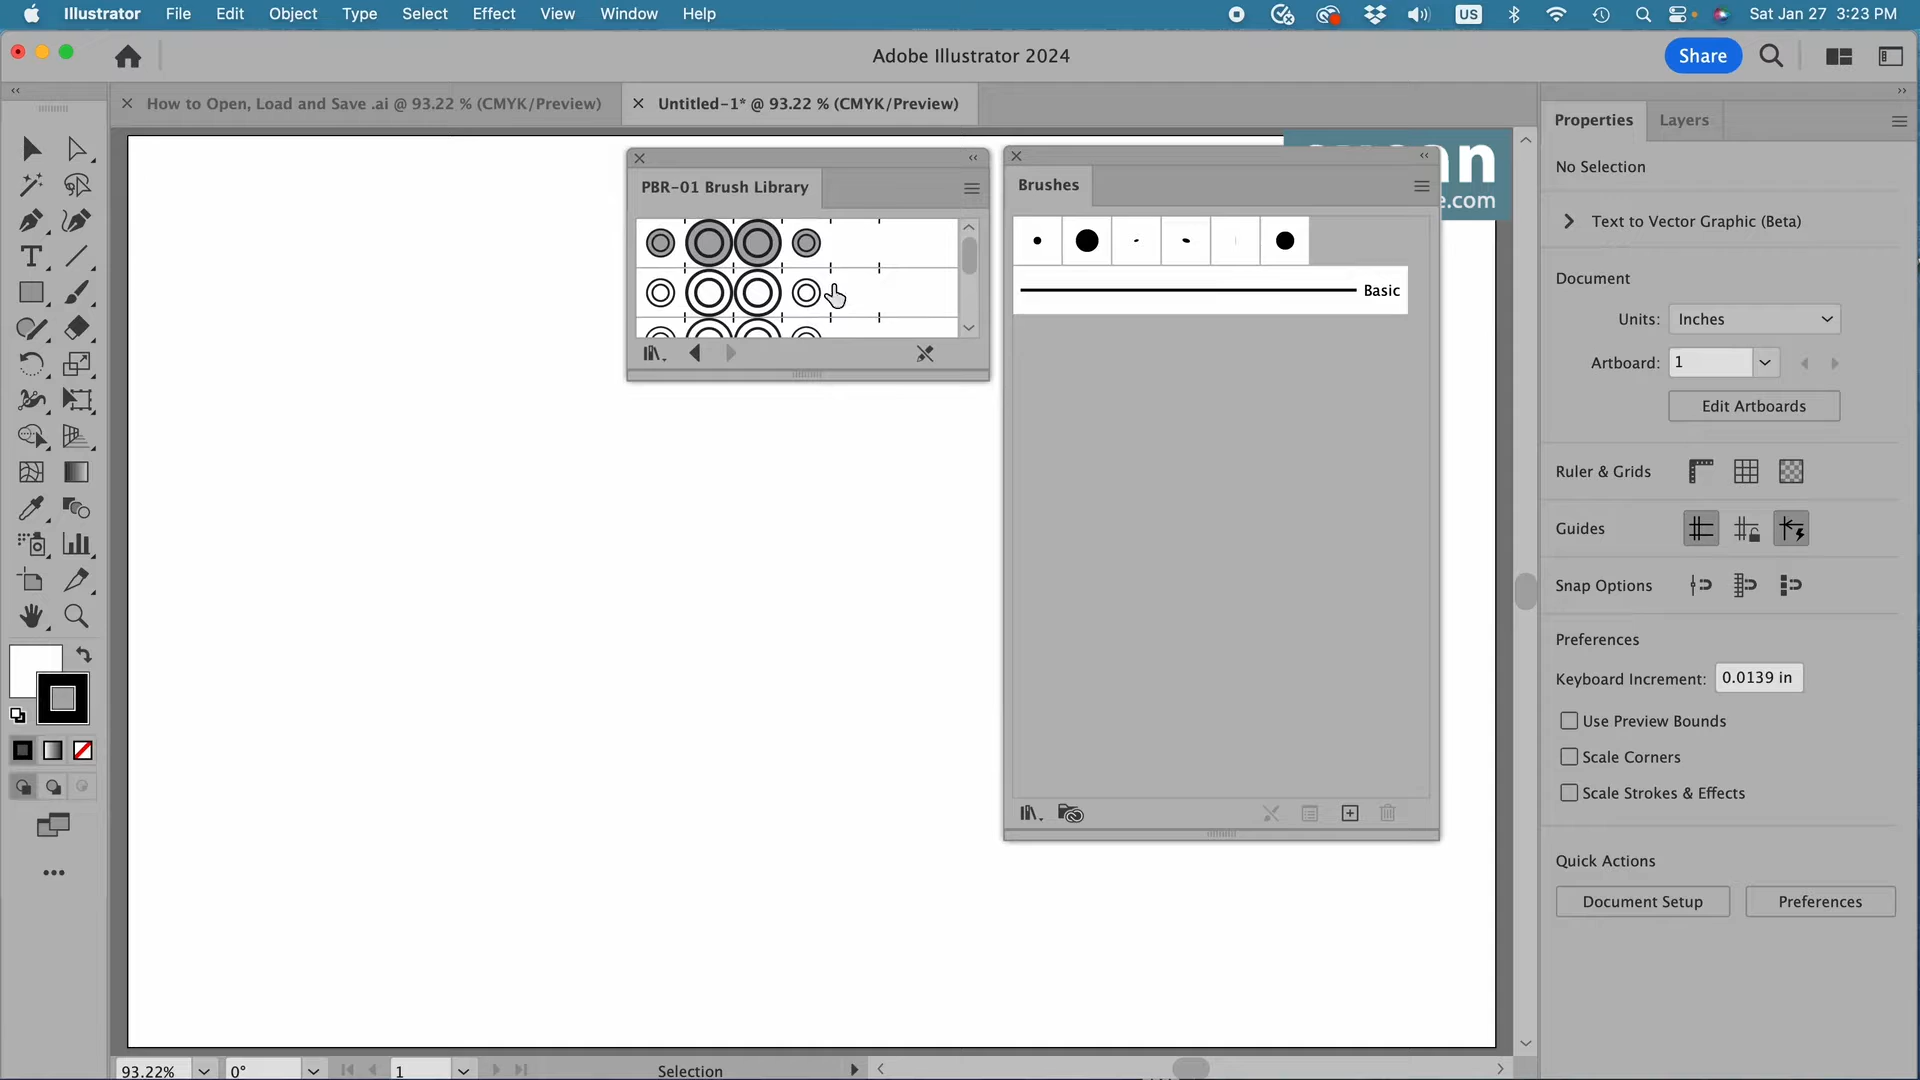 Illustrator File Edit Object Type Select Effect View Window Help US Sat Jan 27 3:23 PM
Adobe Illustrator 2024
Share
How to Open, Load and Save .ai @ 93.22 % (CMYK/Preview)
Untitled-1* @ 93.22 % (CMYK/Preview)
PBR-01 Brush Library
Brushes
Basic
e.com
Properties
Layers
No Selection
Text to Vector Graphic (Beta)
Document
Units: Inches
Artboard: 1
Edit Artboards
Ruler & Grids
Guides
Snap Options
Preferences
Keyboard Increment: 0.0139 in
Use Preview Bounds
Scale Corners
Scale Strokes & Effects
Quick Actions
Document Setup
Preferences
93.22%
0°
1
Selection